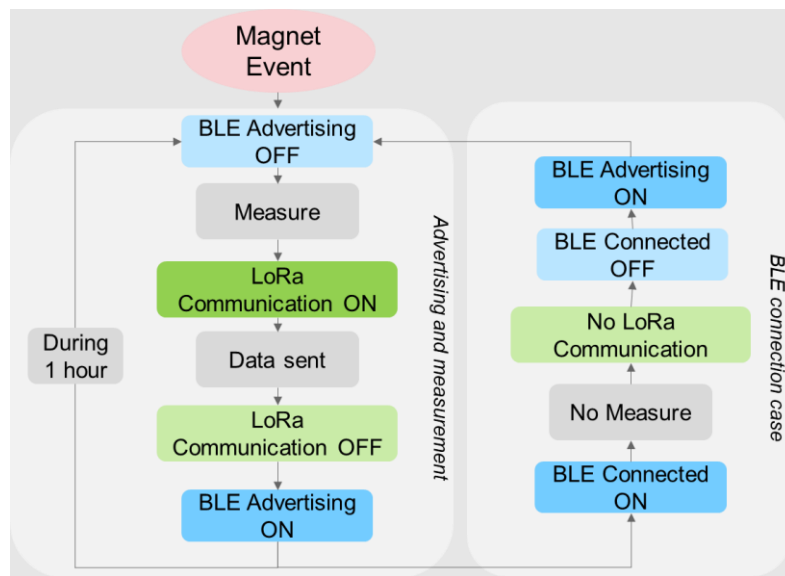 Magnet
Event
BLE Advertising
OFF
Measure
LoRa
Communication ON
During
1 hour
Data sent
LoRa
Communication OFF
BLE Advertising
ON
Advertising and measurement
BLE Advertising
ON
BLE Connected
OFF
No LoRa
Communication
No Measure
BLE Connected
ON
BLE connection case